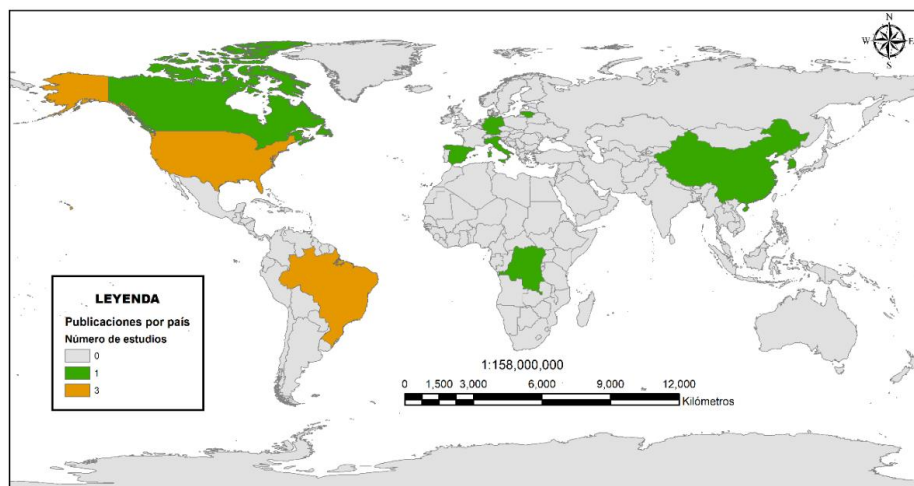 N
W E
S
LEYENDA
Publicaciones por país
Número de estudios
0
1
3
1:158,000,000
0 1,500 3,000 6,000 9,000 12,000
Kilómetros